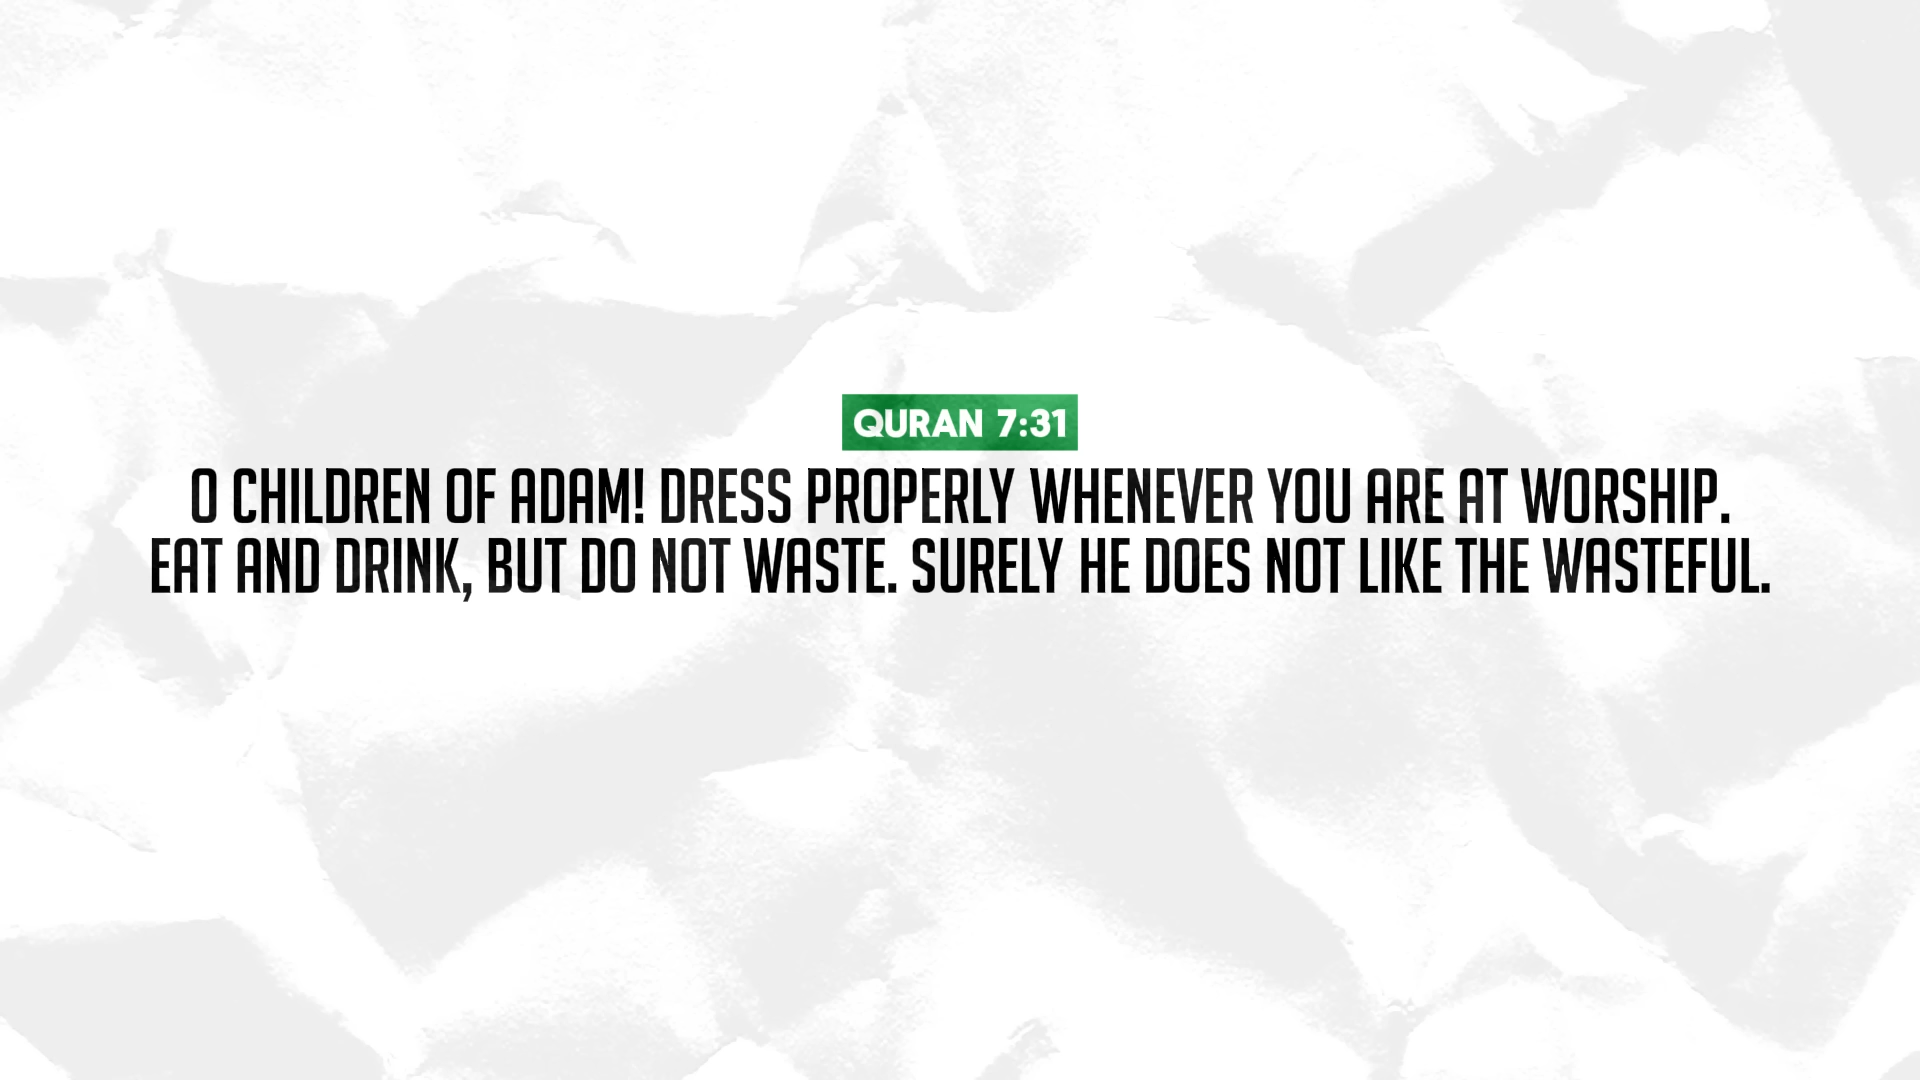 QURAN 7:31
O CHILDREN OF ADAM! DRESS PROPERLY WHENEVER YOU ARE AT WORSHIP.
EAT AND DRINK, BUT DO NOT WASTE. SURELY HE DOES NOT LIKE THE WASTEFUL.